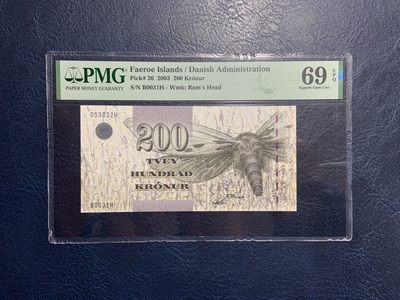 PMG
PAPER MONEY GUARANTY
Faeroe Islands / Danish Administration
Pick# 26 2003 200 Krónur
S/N B0031H - Wmk: Ram's Head
69 EPQ
Superb Gem Unc
053032H
200
TVEY
HUNDRAÐ
KRÓNUR
B0031H